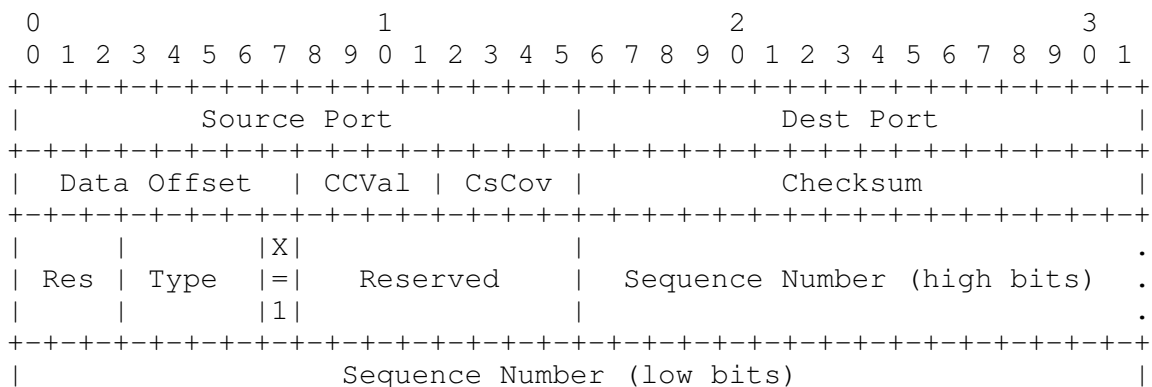 0                   1                   2                   3
 0 1 2 3 4 5 6 7 8 9 0 1 2 3 4 5 6 7 8 9 0 1 2 3 4 5 6 7 8 9 0 1
+-+-+-+-+-+-+-+-+-+-+-+-+-+-+-+-+-+-+-+-+-+-+-+-+-+-+-+-+-+-+-+-+
|          Source Port          |           Dest Port           |
+-+-+-+-+-+-+-+-+-+-+-+-+-+-+-+-+-+-+-+-+-+-+-+-+-+-+-+-+-+-+-+-+
|  Data Offset  | CCVal | CsCov |           Checksum            |
+-+-+-+-+-+-+-+-+-+-+-+-+-+-+-+-+-+-+-+-+-+-+-+-+-+-+-+-+-+-+-+-+
|     |       |X|               |                               .
| Res | Type  |=|   Reserved    |  Sequence Number (high bits)  .
|     |       |1|               |                               .
+-+-+-+-+-+-+-+-+-+-+-+-+-+-+-+-+-+-+-+-+-+-+-+-+-+-+-+-+-+-+-+-+
|                  Sequence Number (low bits)                   |